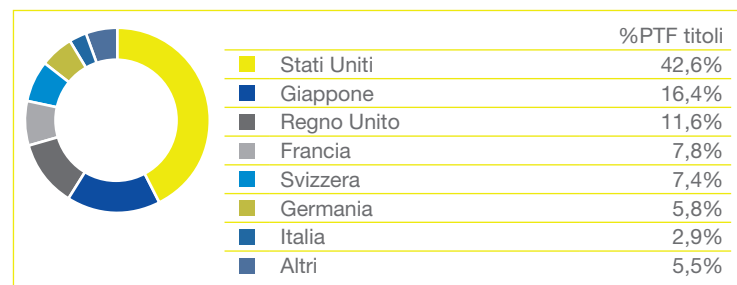 %PTF titoli
Stati Uniti 42,6%
Giappone 16,4%
Regno Unito 11,6%
Francia 7,8%
Svizzera 7,4%
Germania 5,8%
Italia 2,9%
Altri 5,5%